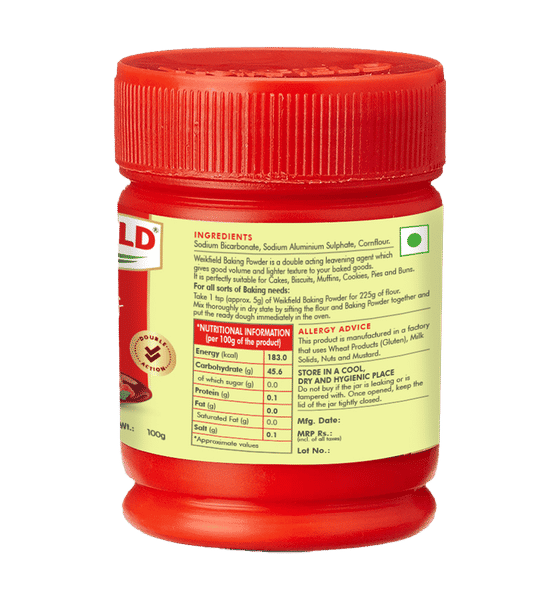 LD®
INGREDIENTS
Sodium Bicarbonate, Sodium Aluminium Sulphate, Cornflour.
Weikfield Baking Powder is a double acting leavening agent which
gives good volume and lighter texture to your baked goods.
It is perfectly suitable for Cakes, Biscuits, Muffins, Cookies, Pies and Buns.
For all sorts of Baking needs:
Take 1 tsp (approx. 5g) of Weikfield Baking Powder for 225g of flour.
Mix thoroughly in dry state by sifting the flour and Baking Powder together and
put the ready dough immediately in the oven.
*NUTRITIONAL INFORMATION
(per 100g of the product)
Energy (kcal) 183.0
Carbohydrate (g) 45.6
of which sugar (g) 0.0
Protein (g) 0.1
Fat (g) 0.0
Saturated Fat (g) 0.0
Salt (g) 0.1
*Approximate values
ALLERGY ADVICE
This product is manufactured in a factory
that uses Wheat Products (Gluten), Milk
Solids, Nuts and Mustard.
STORE IN A COOL,
DRY AND HYGIENIC PLACE
Do not buy if the jar is leaking or is
tampered with. Once opened, keep the
lid of the jar tightly closed.
Mfg. Date:
MRP Rs.:
(incl. of all taxes)
Lot No.:
DOUBLE
ACTION
Wt.: 100g